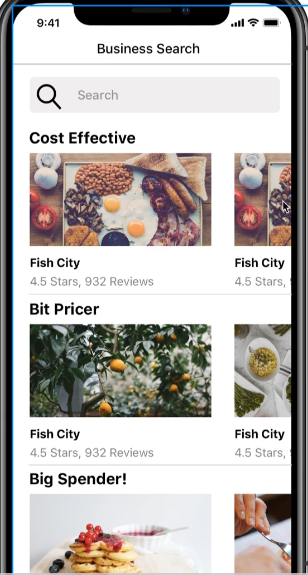 9:41
Business Search
Search
Cost Effective
Fish City
4.5 Stars, 932 Reviews
Fish City
4.5 Stars,
Bit Pricer
Fish City
4.5 Stars, 932 Reviews
Fish City
4.5 Stars,
Big Spender!